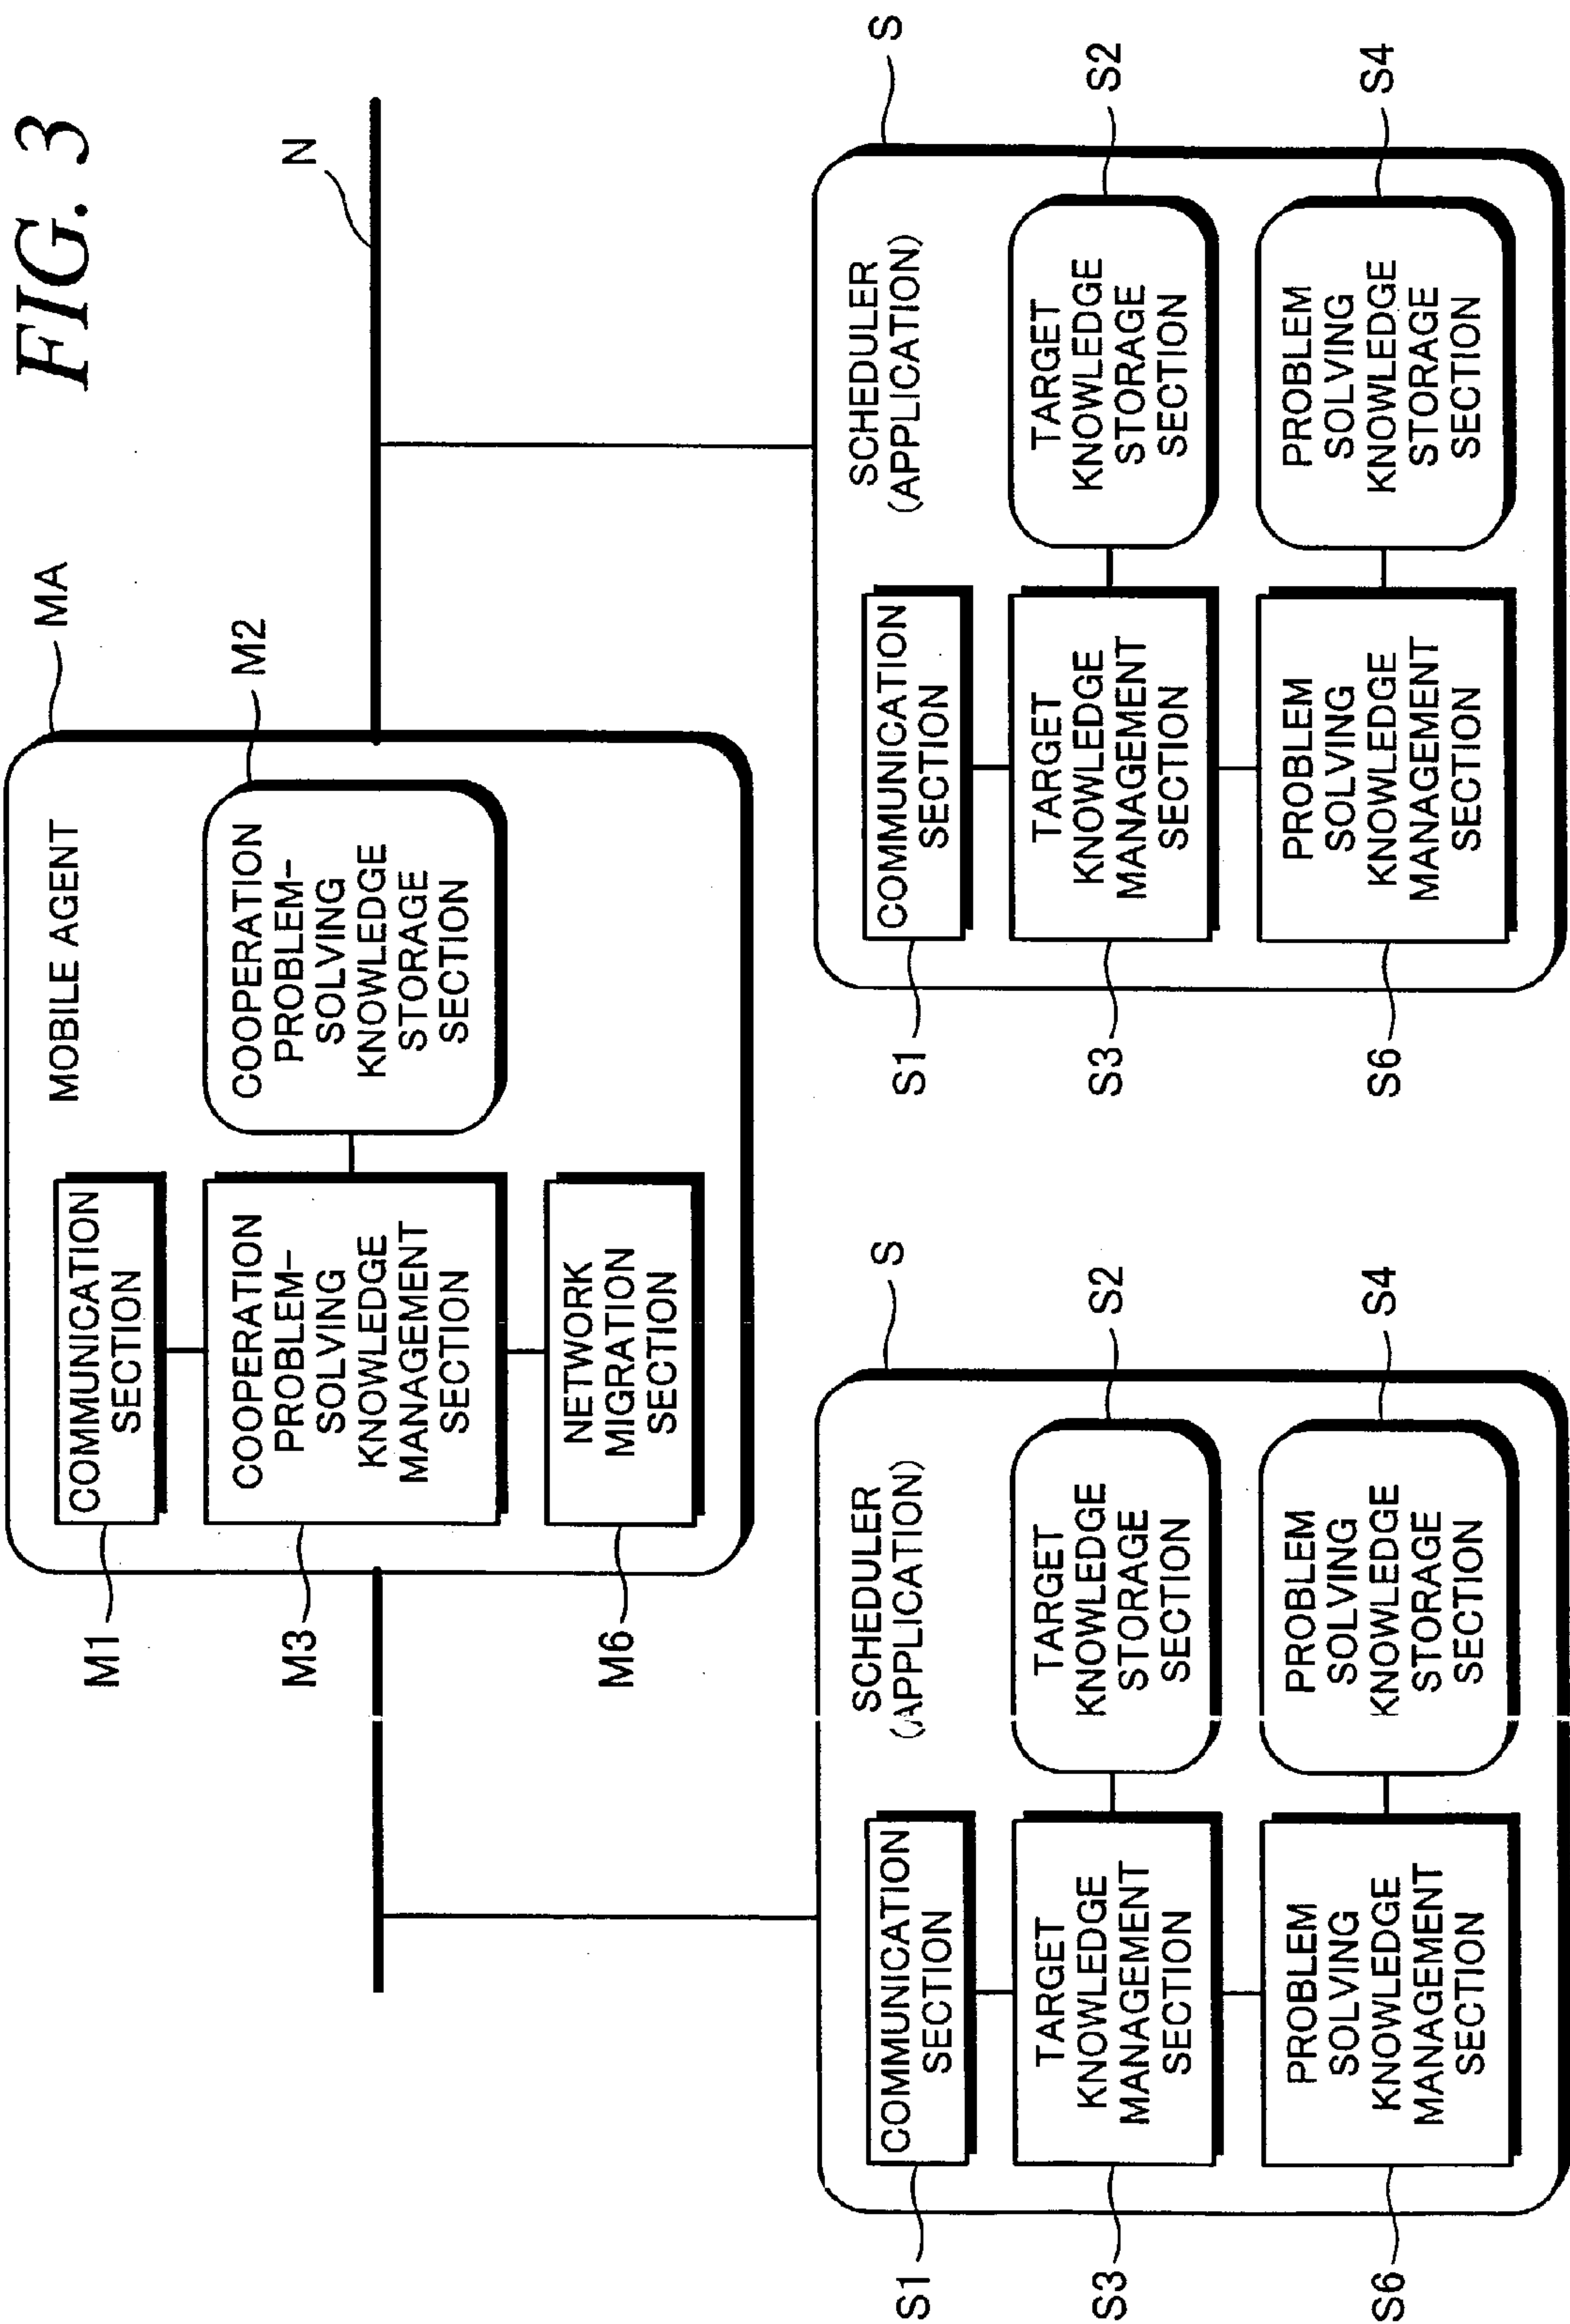 FIG. 3
MA
MOBILE AGENT
M1
COMMUNICATION
SECTION
M2
M3
COOPERATION
PROBLEM-
SOLVING
KNOWLEDGE
MANAGEMENT
SECTION
COOPERATION
PROBLEM-
SOLVING
KNOWLEDGE
STORAGE
SECTION
M6
NETWORK
MIGRATION
SECTION
N
S
SCHEDULER
(APPLICATION)
S1
COMMUNICATION
SECTION
S2
S3
TARGET
KNOWLEDGE
MANAGEMENT
SECTION
TARGET
KNOWLEDGE
STORAGE
SECTION
S4
S6
PROBLEM
SOLVING
KNOWLEDGE
MANAGEMENT
SECTION
PROBLEM
SOLVING
KNOWLEDGE
STORAGE
SECTION
S
SCHEDULER
(APPLICATION)
S1
COMMUNICATION
SECTION
S2
S3
TARGET
KNOWLEDGE
MANAGEMENT
SECTION
TARGET
KNOWLEDGE
STORAGE
SECTION
S4
S6
PROBLEM
SOLVING
KNOWLEDGE
MANAGEMENT
SECTION
PROBLEM
SOLVING
KNOWLEDGE
STORAGE
SECTION